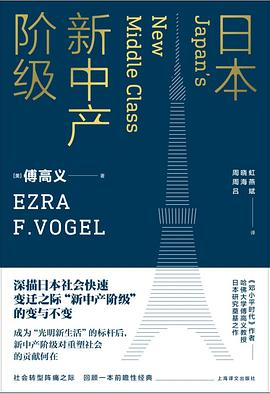 日本
新中产
阶级
Japan's
New
Middle Class
[美] 傅高义 著
EZRA
F.VOGEL
周晓虹
周海燕
吕斌
译
深描日本社会快速
变迁之际“新中产阶级”
的变与不变
成为“光明新生活”的标杆后，
新中产阶级对重塑社会
的贡献何在
《邓小平时代》作者
哈佛大学傅高义教授
日本研究奠基之作
社会转型阵痛之际 回顾一本前瞻性经典
上海译文出版社